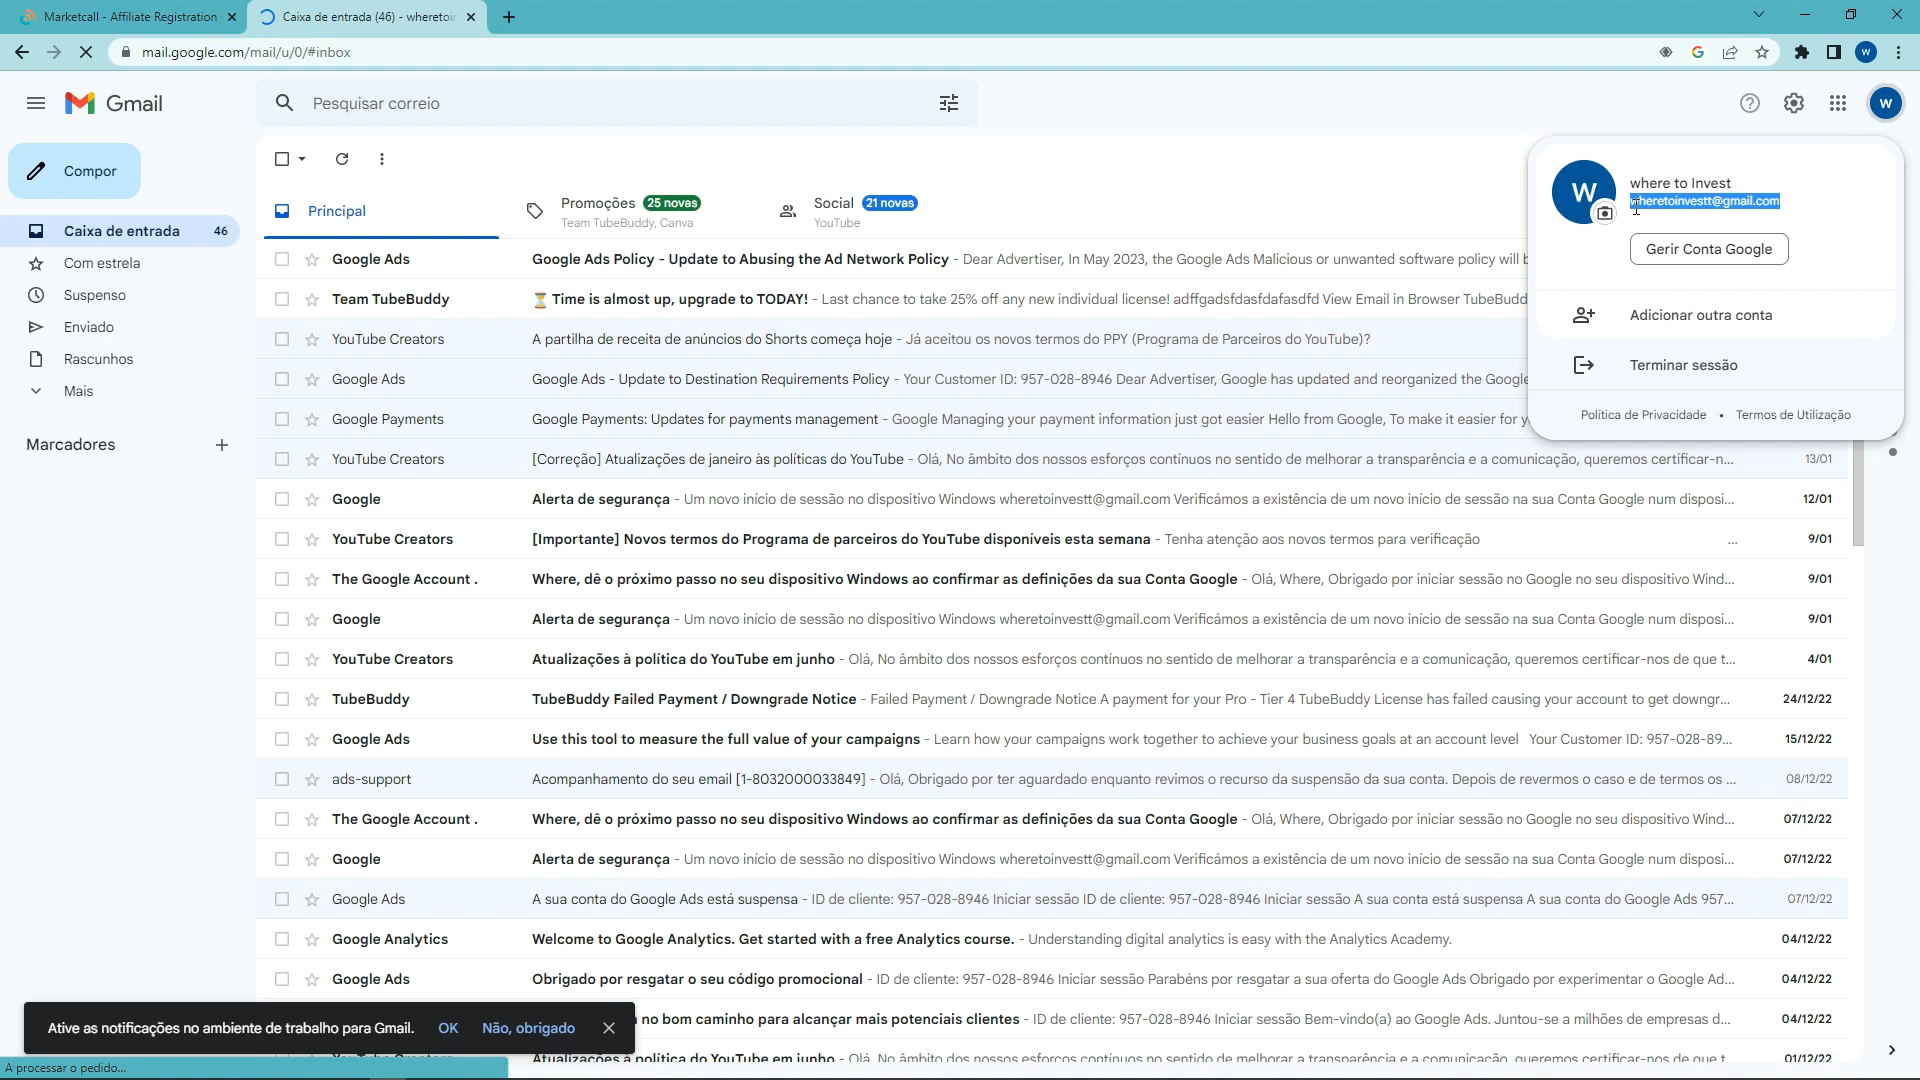 Marketcall - Affiliate Registration
Caixa de entrada (46) - wheretoin
mail.google.com/mail/u/0/#inbox
W
Gmail
Pesquisar correio
W
Compor
Caixa de entrada 46
Com estrela
Suspenso
Enviado
Rascunhos
Mais
Marcadores
Principal
Promoções 25 novas
Team TubeBuddy, Canva
Social 21 novas
YouTube
W
where to Invest
wheretoinvestt@gmail.com
Gerir Conta Google
Adicionar outra conta
Terminar sessão
Política de Privacidade • Termos de Utilização
Google Ads Google Ads Policy - Update to Abusing the Ad Network Policy - Dear Advertiser, In May 2023, the Google Ads Malicious or unwanted software policy will b
Team TubeBuddy ⏳ Time is almost up, upgrade to TODAY! - Last chance to take 25% off any new individual license! adffgadsfdasfdafasdfd View Email in Browser TubeBudd
YouTube Creators A partilha de receita de anúncios do Shorts começa hoje - Já aceitou os novos termos do PPY (Programa de Parceiros do YouTube)?
Google Ads Google Ads - Update to Destination Requirements Policy - Your Customer ID: 957-028-8946 Dear Advertiser, Google has updated and reorganized the Google
Google Payments Google Payments: Updates for payments management - Google Managing your payment information just got easier Hello from Google, To make it easier for y
YouTube Creators [Correção] Atualizações de janeiro às políticas do YouTube - Olá, No âmbito dos nossos esforços contínuos no sentido de melhorar a transparência e a comunicação, queremos certificar-n... 13/01
Google Alerta de segurança - Um novo início de sessão no dispositivo Windows wheretoinvestt@gmail.com Verificámos a existência de um novo início de sessão na sua Conta Google num disposi... 12/01
YouTube Creators [Importante] Novos termos do Programa de parceiros do YouTube disponíveis esta semana - Tenha atenção aos novos termos para verificação ... 9/01
The Google Account . Where, dê o próximo passo no seu dispositivo Windows ao confirmar as definições da sua Conta Google - Olá, Where, Obrigado por iniciar sessão no Google no seu dispositivo Wind... 9/01
Google Alerta de segurança - Um novo início de sessão no dispositivo Windows wheretoinvestt@gmail.com Verificámos a existência de um novo início de sessão na sua Conta Google num disposi... 9/01
YouTube Creators Atualizações à política do YouTube em junho - Olá, No âmbito dos nossos esforços contínuos no sentido de melhorar a transparência e a comunicação, queremos certificar-nos de que t... 4/01
TubeBuddy TubeBuddy Failed Payment / Downgrade Notice - Failed Payment / Downgrade Notice A payment for your Pro - Tier 4 TubeBuddy License has failed causing your account to get downgr... 24/12/22
Google Ads Use this tool to measure the full value of your campaigns - Learn how your campaigns work together to achieve your business goals at an account level Your Customer ID: 957-028-89... 15/12/22
ads-support Acompanhamento do seu email [1-8032000033849] - Olá, Obrigado por ter aguardado enquanto revimos o recurso da suspensão da sua conta. Depois de revermos o caso e de termos os ... 08/12/22
The Google Account . Where, dê o próximo passo no seu dispositivo Windows ao confirmar as definições da sua Conta Google - Olá, Where, Obrigado por iniciar sessão no Google no seu dispositivo Wind... 07/12/22
Google Alerta de segurança - Um novo início de sessão no dispositivo Windows wheretoinvestt@gmail.com Verificámos a existência de um novo início de sessão na sua Conta Google num disposi... 07/12/22
Google Ads A sua conta do Google Ads está suspensa - ID de cliente: 957-028-8946 Iniciar sessão ID de cliente: 957-028-8946 Iniciar sessão A sua conta está suspensa A sua conta do Google Ads 957... 07/12/22
Google Analytics Welcome to Google Analytics. Get started with a free Analytics course. - Understanding digital analytics is easy with the Analytics Academy. 04/12/22
Google Ads Obrigado por resgatar o seu código promocional - ID de cliente: 957-028-8946 Iniciar sessão Parabéns por resgatar a sua oferta do Google Ads Obrigado por experimentar o Google Ad... 04/12/22
no bom caminho para alcançar mais potenciais clientes - ID de cliente: 957-028-8946 Iniciar sessão Bem-vindo(a) ao Google Ads. Juntou-se a milhões de empresas d... 04/12/22
YouTube Creators Atualizações à política do YouTube em junho - Olá, No âmbito dos nossos esforços contínuos no sentido de melhorar a transparência e a comunicação, queremos certificar-nos de que t 01/12/22
Ative as notificações no ambiente de trabalho para Gmail. OK Não, obrigado
A processar o pedido...